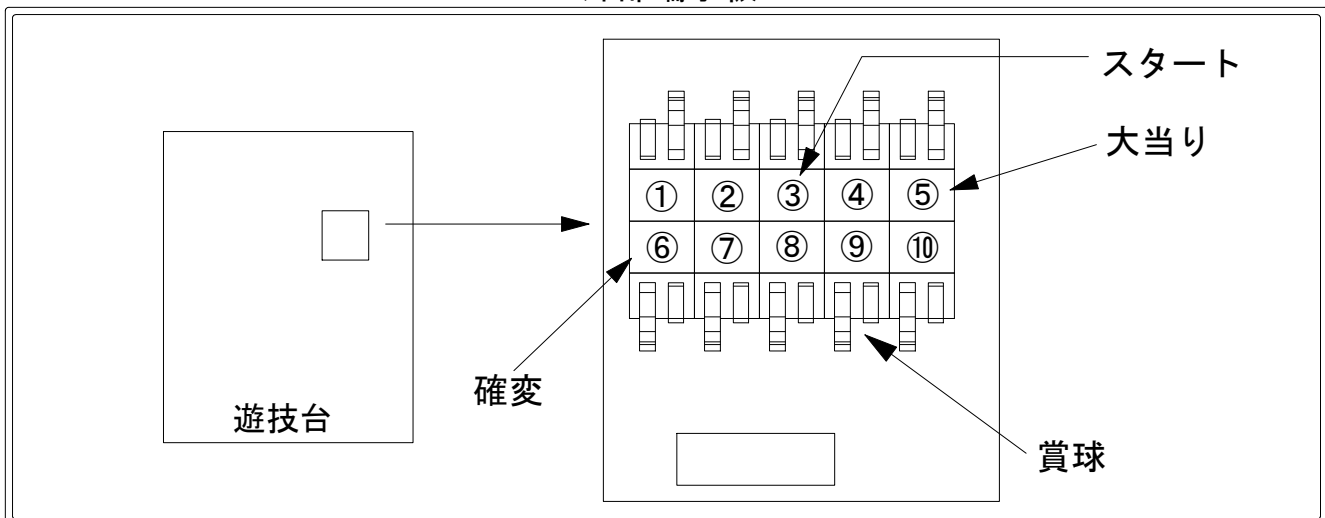 スタート
大当り
① ② ③ ④ ⑤
⑥ ⑦ ⑧ ⑨ ⑩
確変
遊技台
賞球